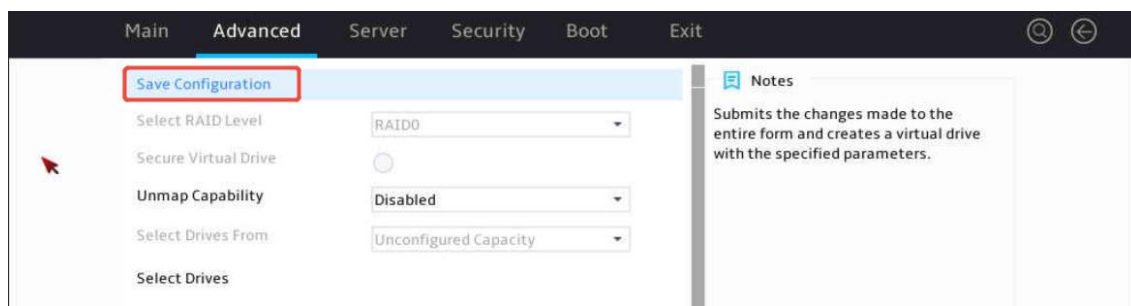 Main Advanced Server Security Boot Exit
Save Configuration
Select RAID Level RAID0
Secure Virtual Drive
Unmap Capability Disabled
Select Drives From Unconfigured Capacity
Select Drives
Notes
Submits the changes made to the
entire form and creates a virtual drive
with the specified parameters.